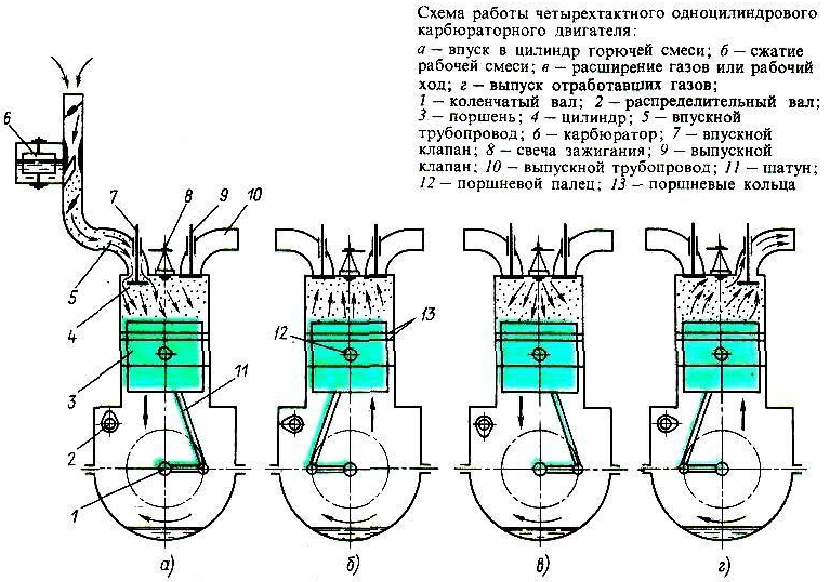 Схема работы четырехтактного одноцилиндрового
карбюраторного двигателя:
а — впуск в цилиндр горючей смеси; б — сжатие
рабочей смеси; в — расширение газов или рабочий
ход; г — выпуск отработавших газов;
1 — коленчатый вал; 2 — распределительный вал;
3 — поршень; 4 — цилиндр; 5 — впускной
трубопровод; 6 — карбюратор; 7 — впускной
клапан; 8 — свеча зажигания; 9 — выпускной
клапан; 10 — выпускной трубопровод; 11 — шатун;
12 — поршневой палец; 13 — поршневые кольца
6
7
8
9
10
5
4
12
13
3
11
2
1
а)
б)
в)
г)